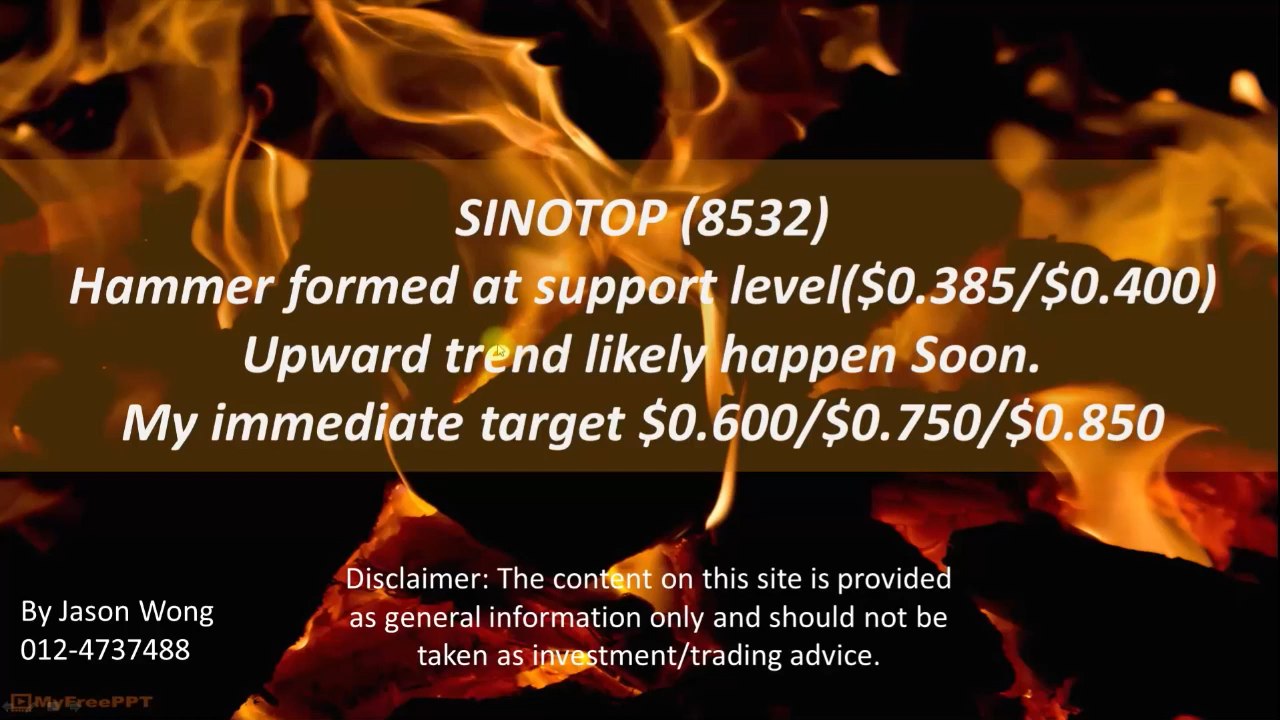 SINOTOP (8532)
Hammer formed at support level($0.385/$0.400)
Upward trend likely happen Soon.
My immediate target $0.600/$0.750/$0.850
Disclaimer: The content on this site is provided
as general information only and should not be
taken as investment/trading advice.
By Jason Wong
012-4737488
MyFreePPT